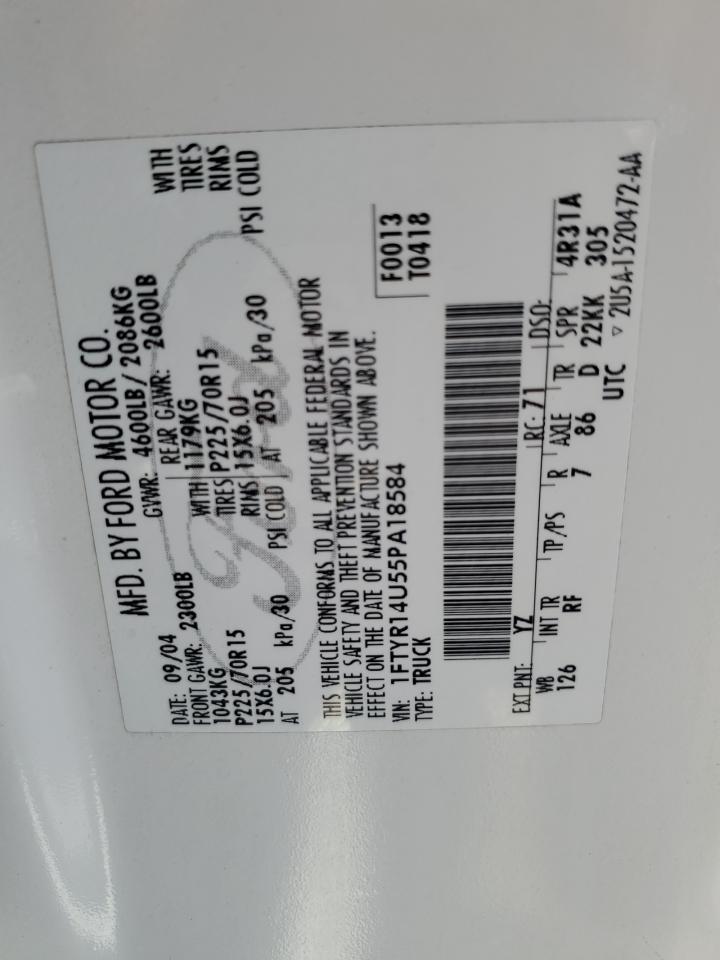 MFD. BY FORD MOTOR CO.
DATE: 09/04 GVWR: 4600LB / 2086KG
FRONT GAWR: 2300LB REAR GAWR: 2600LB
1043KG WITH 1179KG WITH
P225/70R15 TIRES P225/70R15 TIRES
15X6.0J RIMS 15X6.0J RIMS
AT 205 kPa/30 PSI COLD AT 205 kPa/30 PSI COLD
Ford
THIS VEHICLE CONFORMS TO ALL APPLICABLE FEDERAL MOTOR
VEHICLE SAFETY AND THEFT PREVENTION STANDARDS IN
EFFECT ON THE DATE OF MANUFACTURE SHOWN ABOVE.
VIN: 1FTYR14U55PA18584 F0013
TYPE: TRUCK T0418
EXT PNT: YZ RC: 71 DSO:
WB INT TR TP/PS R AXLE TR SPR
126 RF 7 86 D 22KK 4R31A
305
UTC ▽ 2U5A-1520472-AA